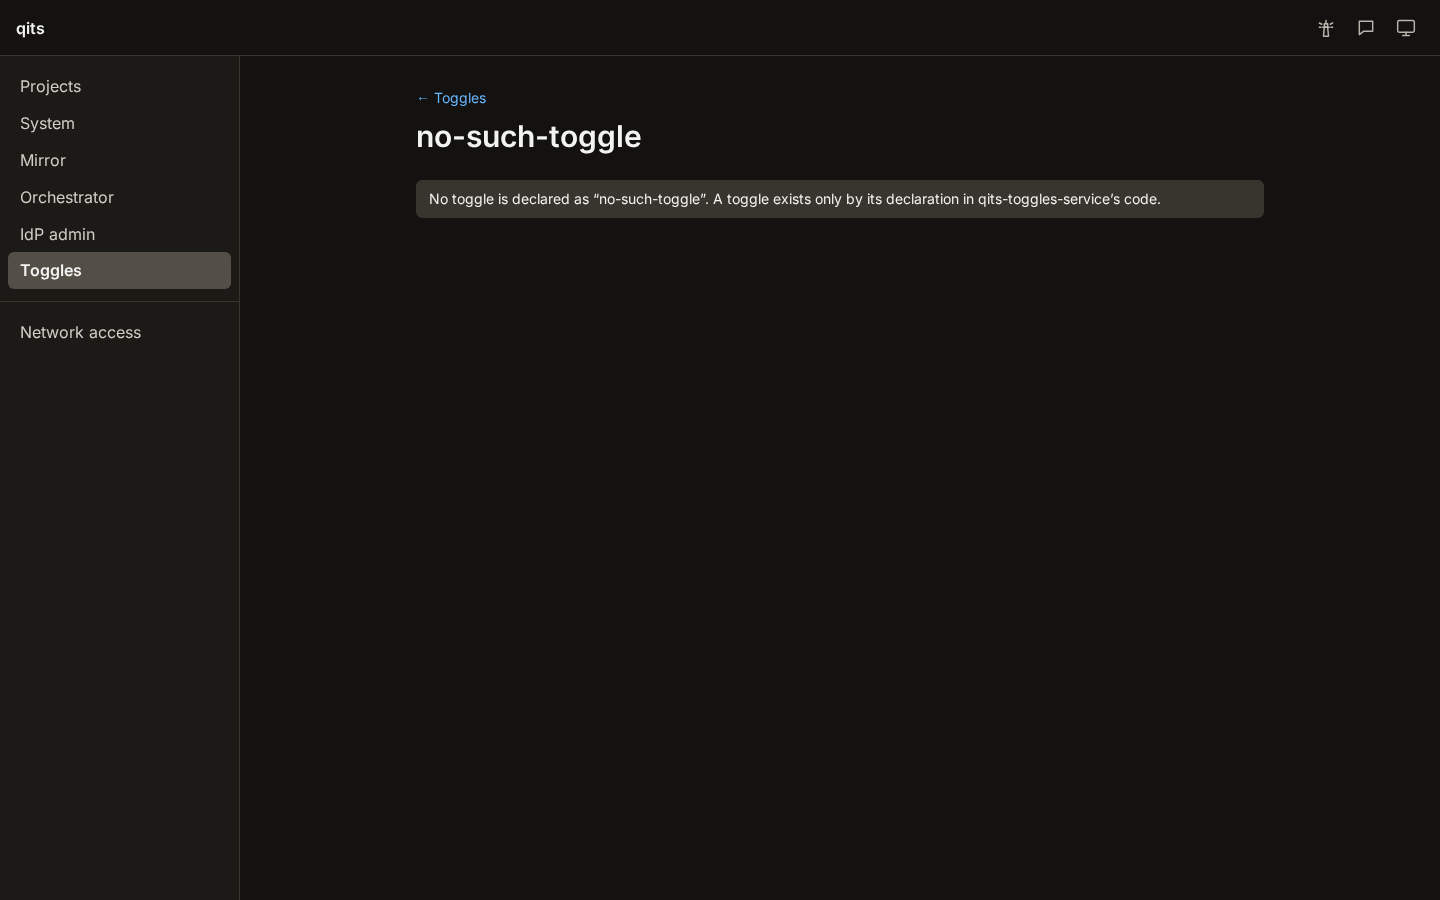 qits
Projects
System
Mirror
Orchestrator
IdP admin
Toggles
Network access
← Toggles
no-such-toggle
No toggle is declared as “no-such-toggle”. A toggle exists only by its declaration in qits-toggles-service’s code.